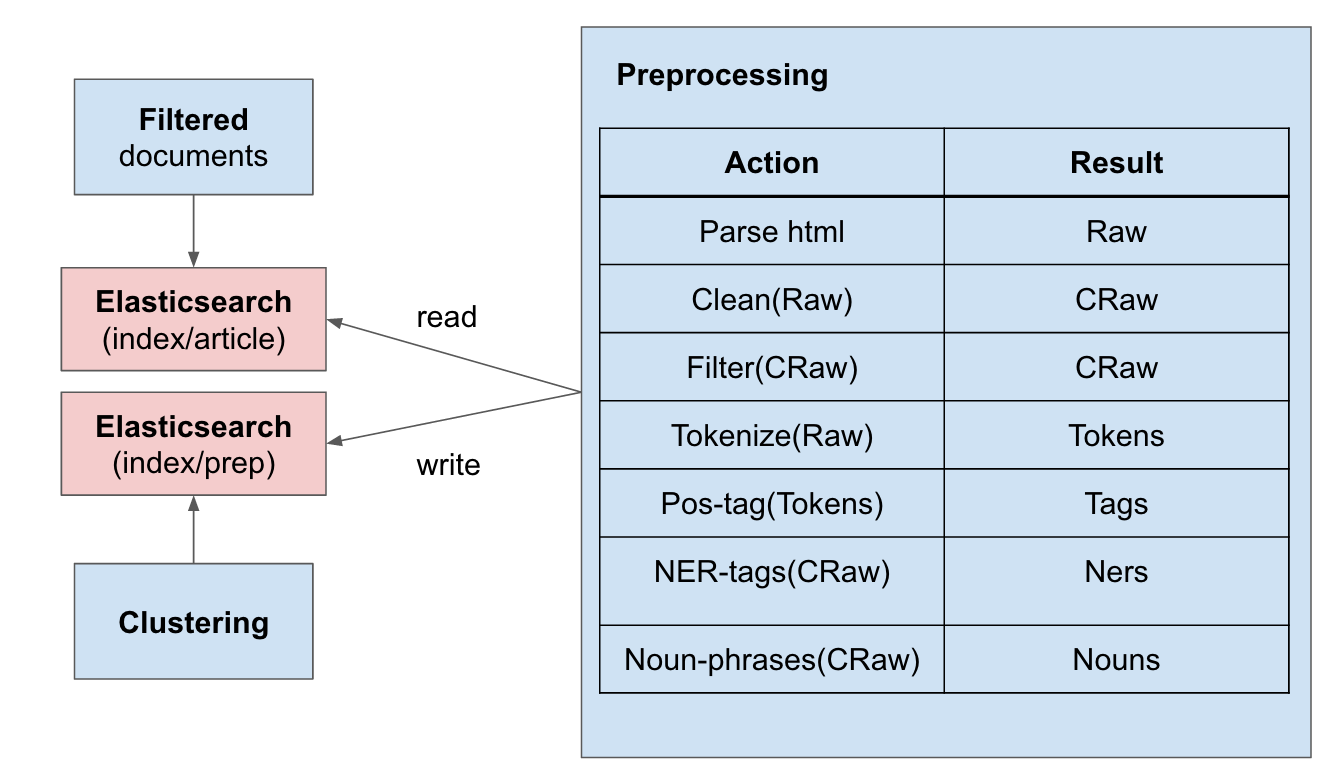 Filtered
documents
Elasticsearch
(index/article)
Elasticsearch
(index/prep)
Clustering
read
write
Preprocessing
Action Result
Parse html Raw
Clean(Raw) CRaw
Filter(CRaw) CRaw
Tokenize(Raw) Tokens
Pos-tag(Tokens) Tags
NER-tags(CRaw) Ners
Noun-phrases(CRaw) Nouns